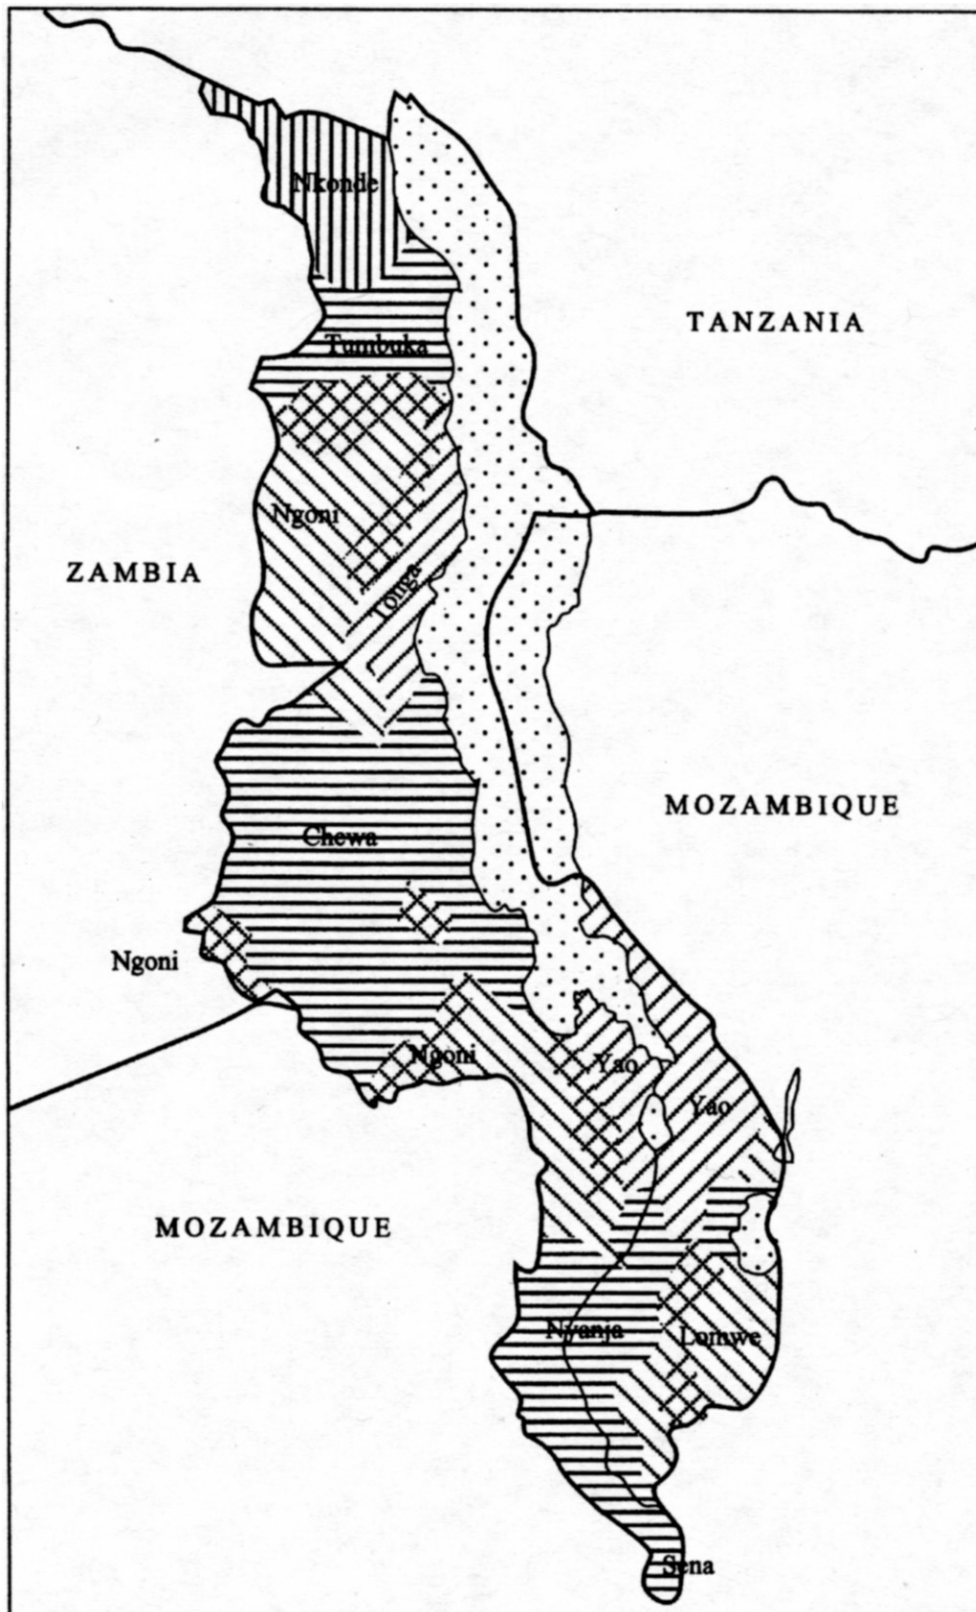 Nkonde
TANZANIA
Tumbuka
Ngoni
ZAMBIA
Tonga
MOZAMBIQUE
Chewa
Ngoni
Ngoni
Yao
Yao
MOZAMBIQUE
Nyanja
Lomwe
Sena